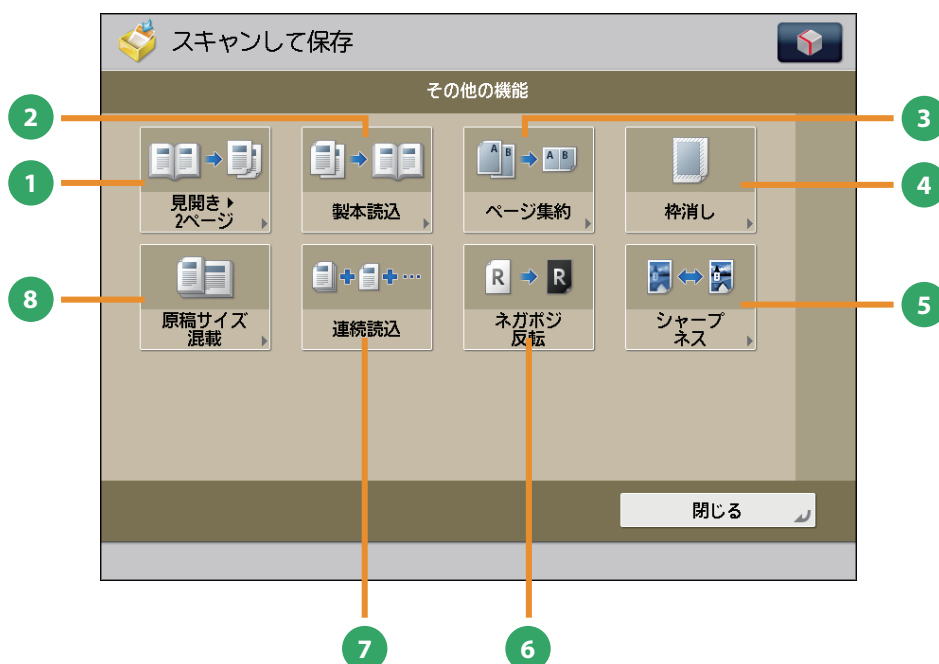 スキャンして保存
その他の機能
2
3
1
4
見開き▶
2ページ
製本読込
A B A B
ページ集約
枠消し
8
5
原稿サイズ
混載
連続読込
R R
ネガポジ
反転
B B
シャープ
ネス
閉じる
7
6